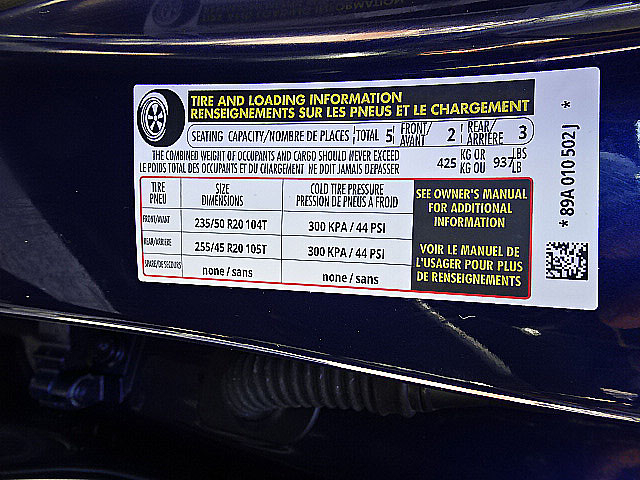 TIRE AND LOADING INFORMATION
RENSEIGNEMENTS SUR LES PNEUS ET LE CHARGEMENT
SEATING CAPACITY/NOMBRE DE PLACES TOTAL 5 FRONT/AVANT 2 REAR/ARRIÈRE 3
THE COMBINED WEIGHT OF OCCUPANTS AND CARGO SHOULD NEVER EXCEED 425 KG OR 937 LBS
LE POIDS TOTAL DES OCCUPANTS ET DU CHARGEMENT NE DOIT JAMAIS DÉPASSER KG OU LB
TIRE SIZE COLD TIRE PRESSURE
PNEU DIMENSIONS PRESSION DE PNEUS A FROID
FRONT/AVANT 235/50 R20 104T 300 KPA / 44 PSI
REAR/ARRIÈRE 255/45 R20 105T 300 KPA / 44 PSI
SPARE/DE SECOURS none / sans none / sans
SEE OWNER'S MANUAL
FOR ADDITIONAL
INFORMATION
VOIR LE MANUEL DE
L'USAGER POUR PLUS
DE RENSEIGNEMENTS
* 89A 010 502J *